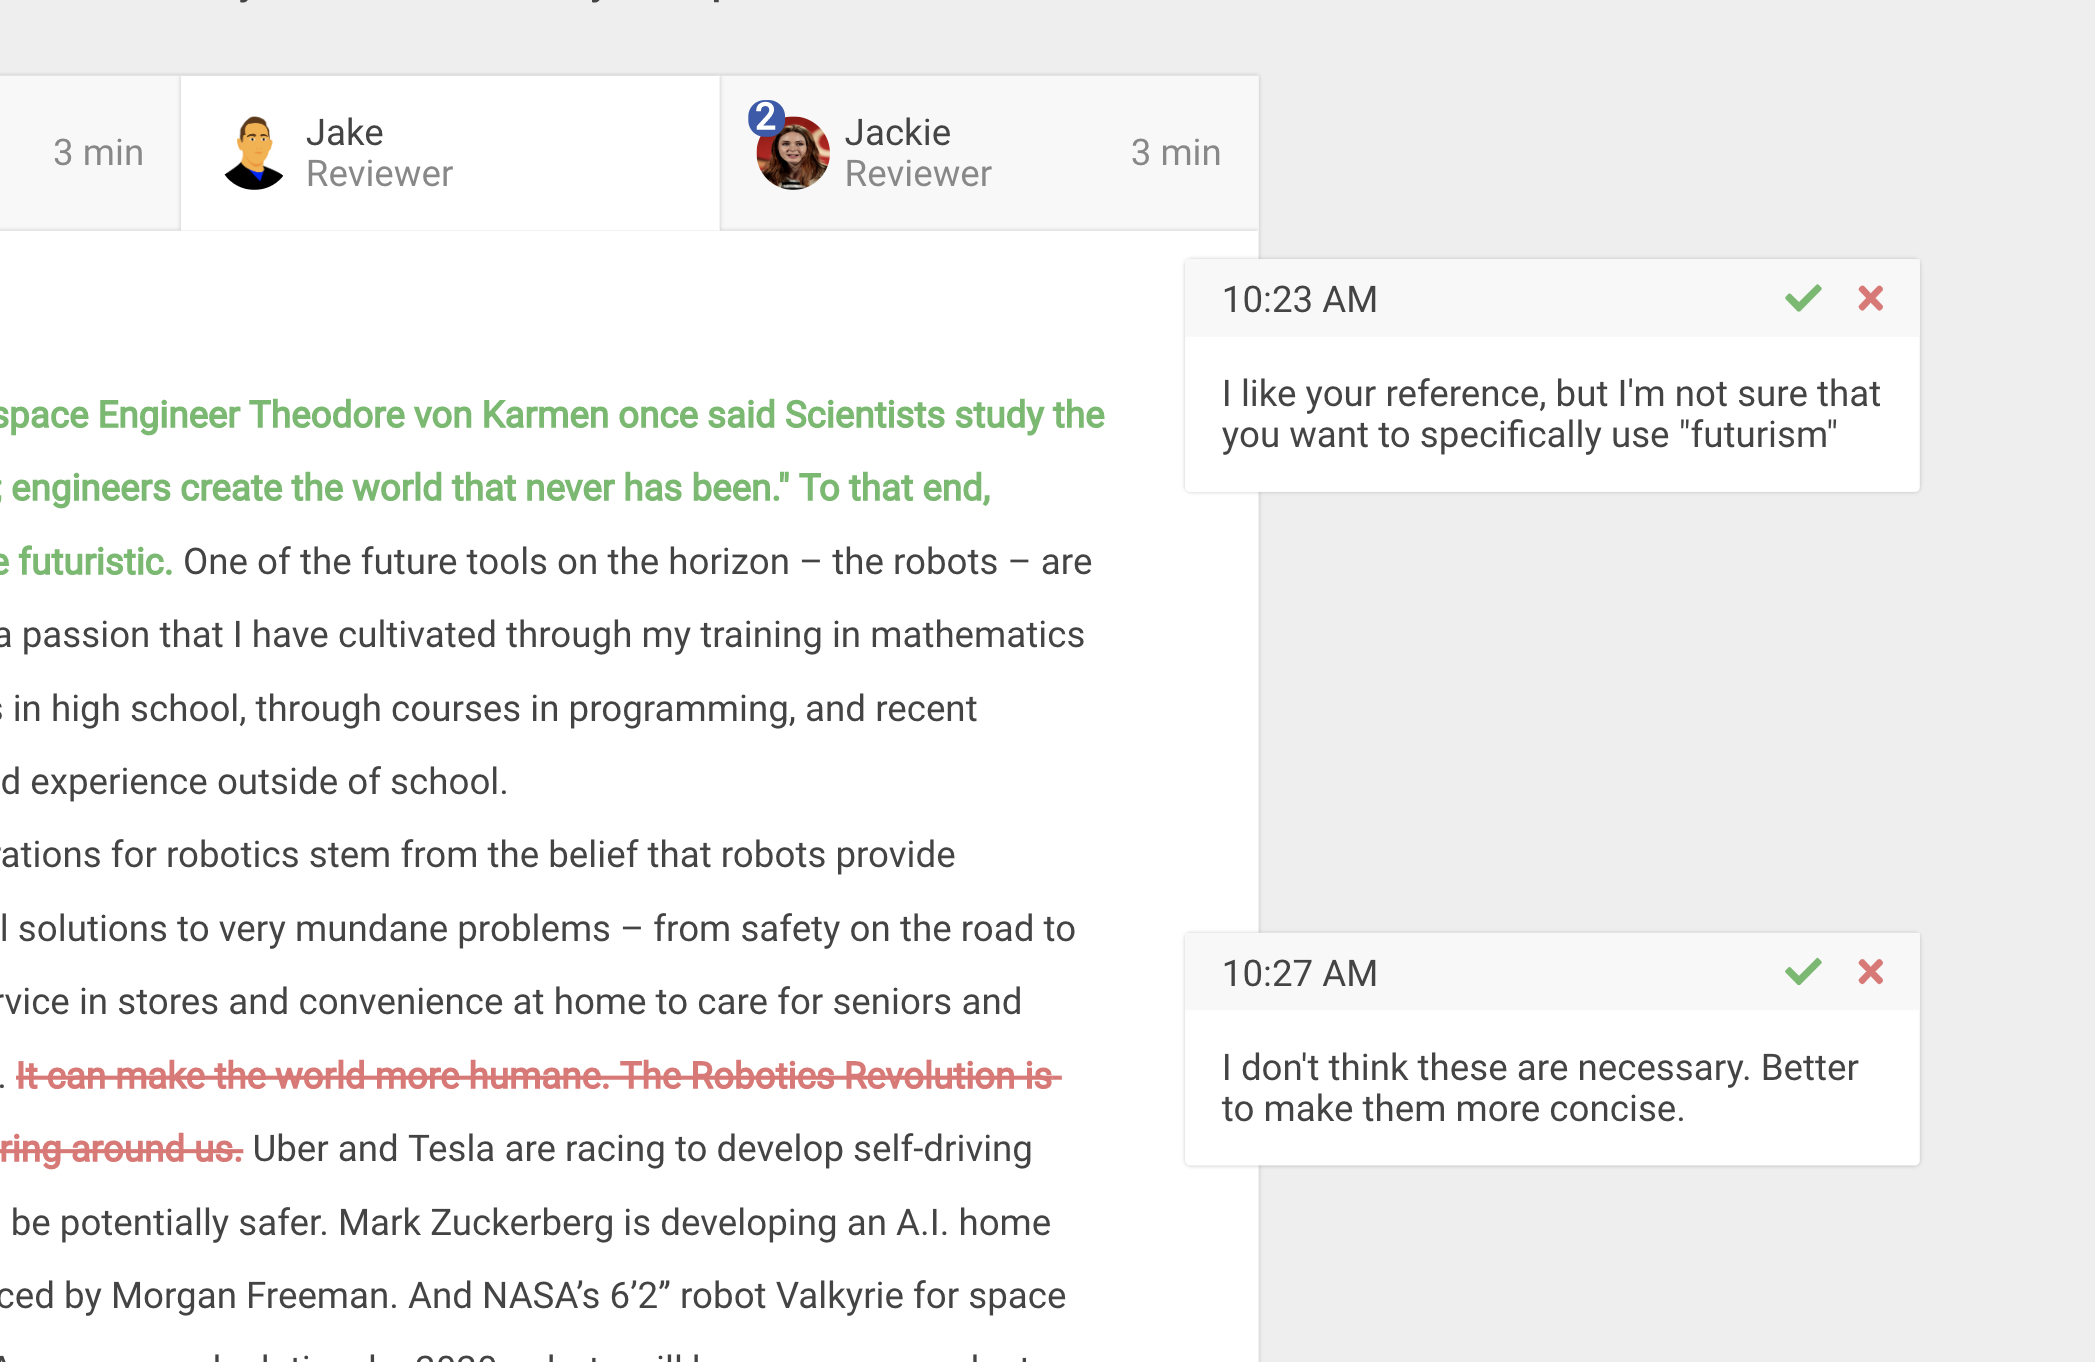 3 min
Jake
Reviewer
2
Jackie
Reviewer
3 min
10:23 AM
I like your reference, but I'm not sure that
you want to specifically use "futurism"
space Engineer Theodore von Karmen once said Scientists study the
; engineers create the world that never has been." To that end,
e futuristic. One of the future tools on the horizon – the robots – are
a passion that I have cultivated through my training in mathematics
s in high school, through courses in programming, and recent
d experience outside of school.
rations for robotics stem from the belief that robots provide
l solutions to very mundane problems – from safety on the road to
rvice in stores and convenience at home to care for seniors and
. It can make the world more humane. The Robotics Revolution is
ring around us. Uber and Tesla are racing to develop self-driving
be potentially safer. Mark Zuckerberg is developing an A.I. home
ced by Morgan Freeman. And NASA’s 6’2” robot Valkyrie for space
10:27 AM
I don't think these are necessary. Better
to make them more concise.